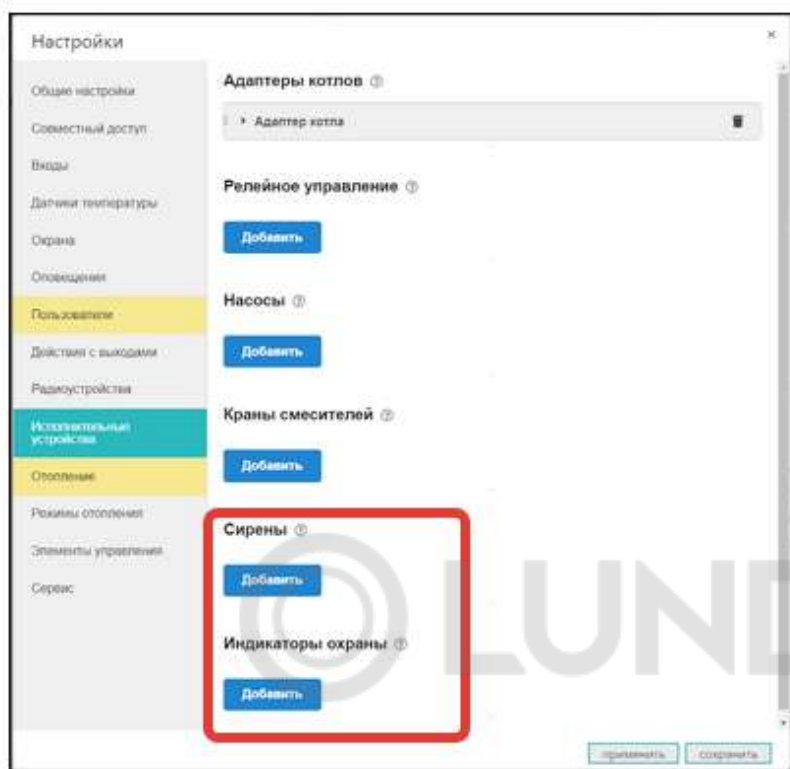 Настройки
×
Общие настройки
Совместный доступ
Входы
Датчики температуры
Охрана
Оповещения
Пользователи
Действия с выходами
Радиоустройства
Исполнительные
устройства
Отопление
Режимы отопления
Элементы управления
Сервис
Адаптеры котлов ?
Адаптер котла
Релейное управление ?
Добавить
Насосы ?
Добавить
Краны смесителей ?
Добавить
Сирены ?
Добавить
Индикаторы охраны ?
Добавить
LUND
применить
сохранить